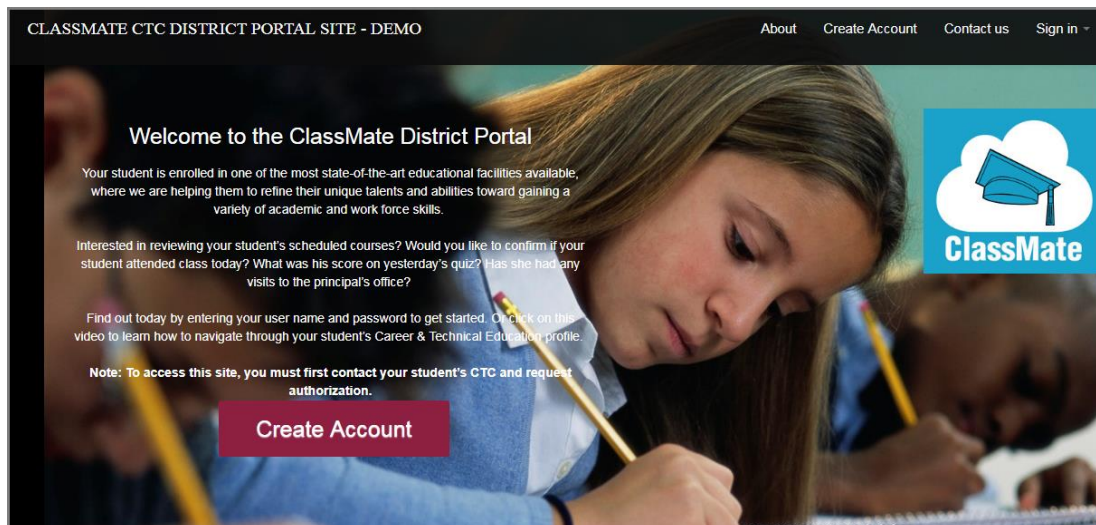 CLASSMATE CTC DISTRICT PORTAL SITE - DEMO
About Create Account Contact us Sign in
Welcome to the ClassMate District Portal
Your student is enrolled in one of the most state-of-the-art educational facilities available,
where we are helping them to refine their unique talents and abilities toward gaining a
variety of academic and work force skills.
Interested in reviewing your student's scheduled courses? Would you like to confirm if your
student attended class today? What was his score on yesterday's quiz? Has she had any
visits to the principal's office?
Find out today by entering your user name and password to get started. Or click on this
video to learn how to navigate through your student's Career & Technical Education profile.
Note: To access this site, you must first contact your student's CTC and request
authorization.
Create Account
ClassMate